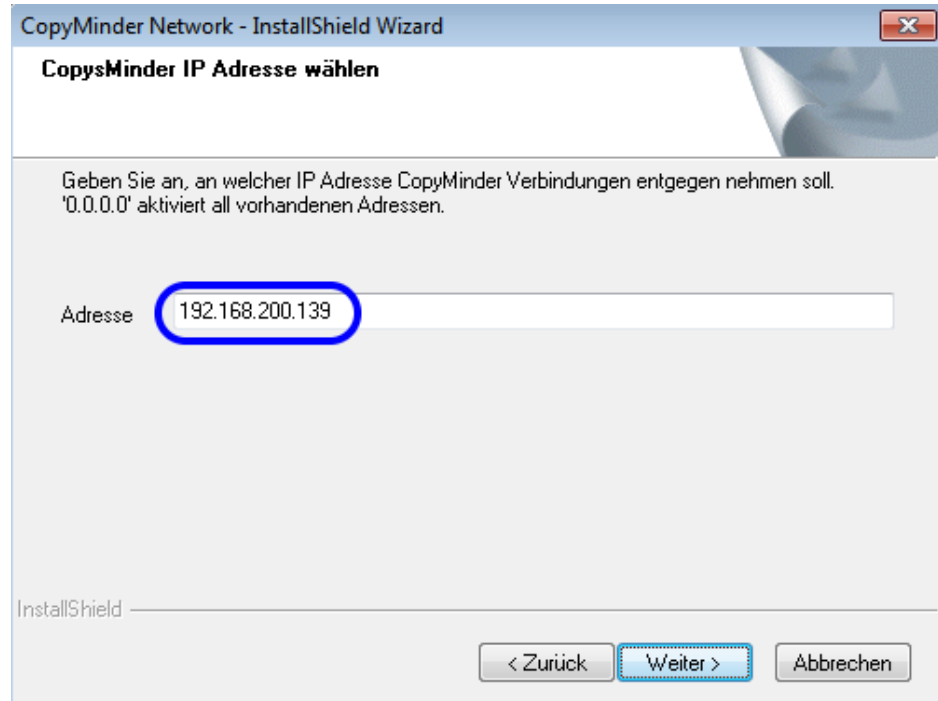 CopyMinder Network - InstallShield Wizard
CopysMinder IP Adresse wählen
Geben Sie an, an welcher IP Adresse CopyMinder Verbindungen entgegen nehmen soll.
'0.0.0.0' aktiviert all vorhandenen Adressen.
Adresse 192.168.200.139
InstallShield
< Zurück Weiter > Abbrechen